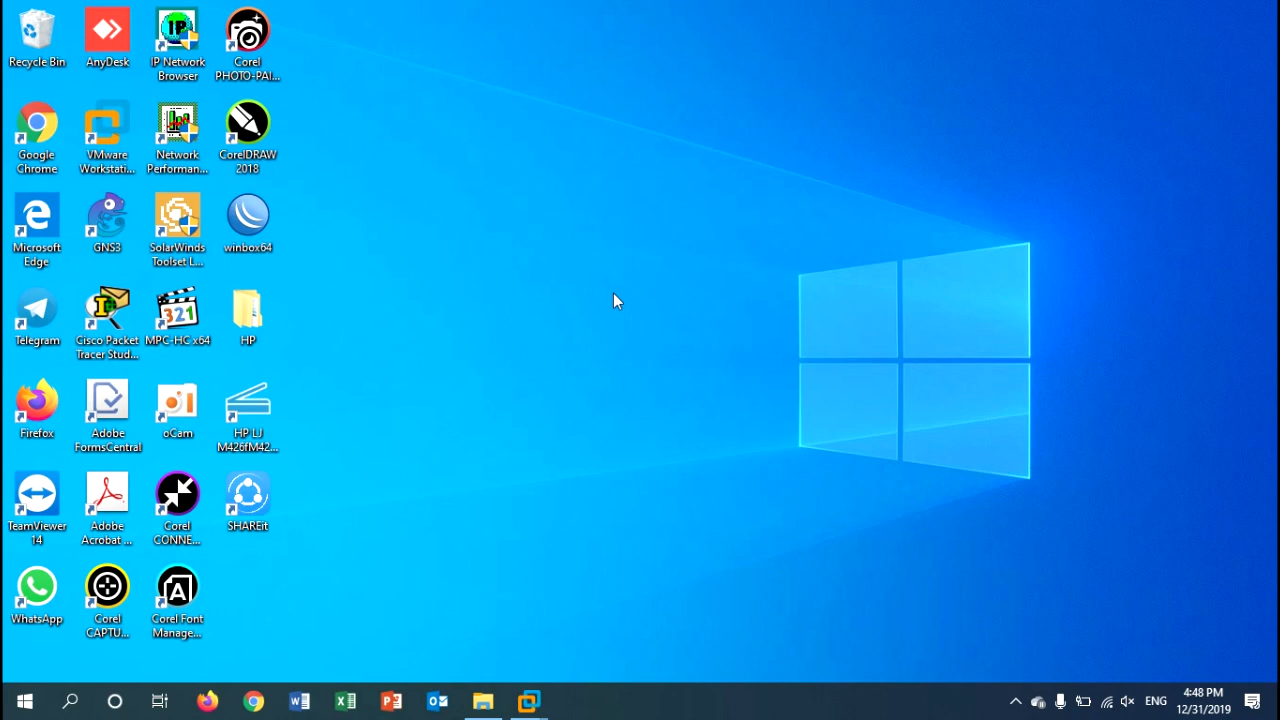 Recycle Bin
AnyDesk
IP Network
Browser
Corel
PHOTO-PAI...
Google
Chrome
VMware
Workstati...
Network
Performan...
CorelDRAW
2018
Microsoft
Edge
GNS3
SolarWinds
Toolset L...
winbox64
Telegram
Cisco Packet
Tracer Stud...
321
MPC-HC x64
HP
Firefox
Adobe
FormsCentral
oCam
HP LJ
M426fM42...
TeamViewer
14
Adobe
Acrobat ...
Corel
CONNE...
SHAREit
WhatsApp
Corel
CAPTU...
Corel Font
Manage...
ENG
4:48 PM
12/31/2019